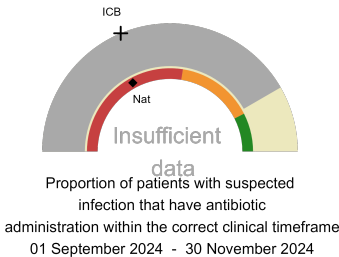 ICB
Nat
Insufficient
data
Proportion of patients with suspected
infection that have antibiotic
administration within the correct clinical timeframe
01 September 2024 - 30 November 2024